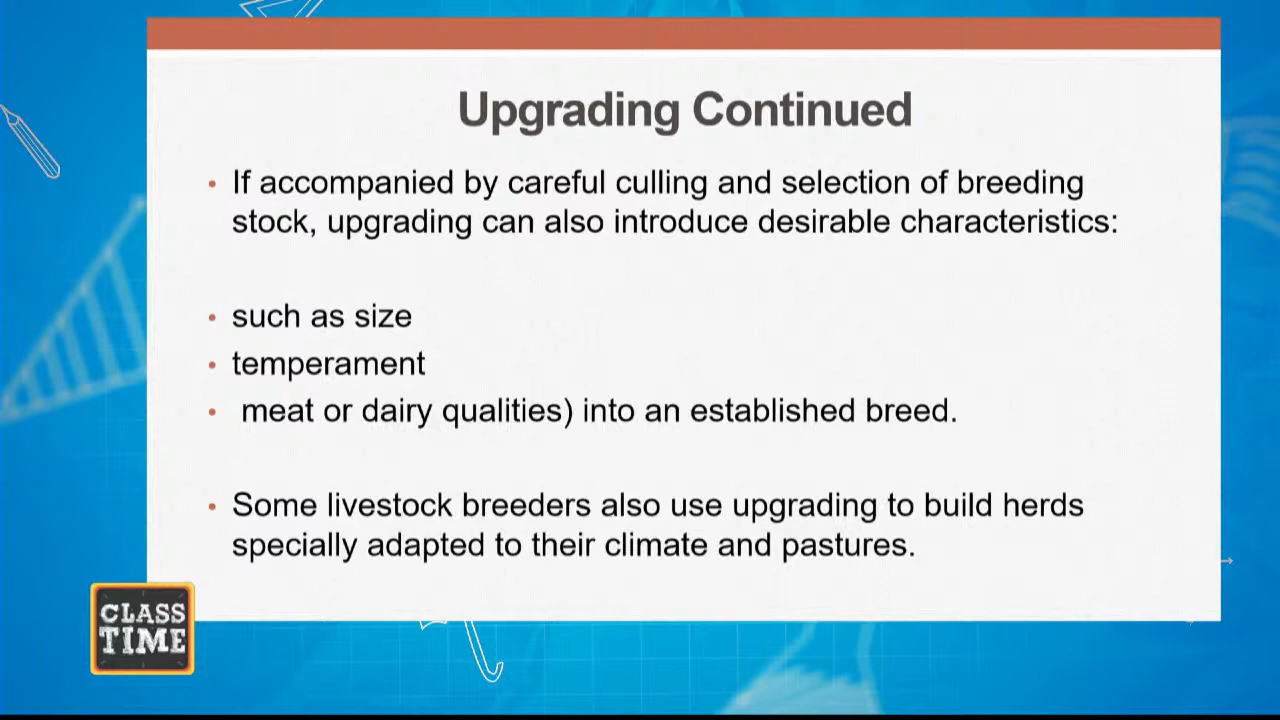 Upgrading Continued
• If accompanied by careful culling and selection of breeding
stock, upgrading can also introduce desirable characteristics:
• such as size
• temperament
• meat or dairy qualities) into an established breed.
• Some livestock breeders also use upgrading to build herds
specially adapted to their climate and pastures.
CLASS
TIME